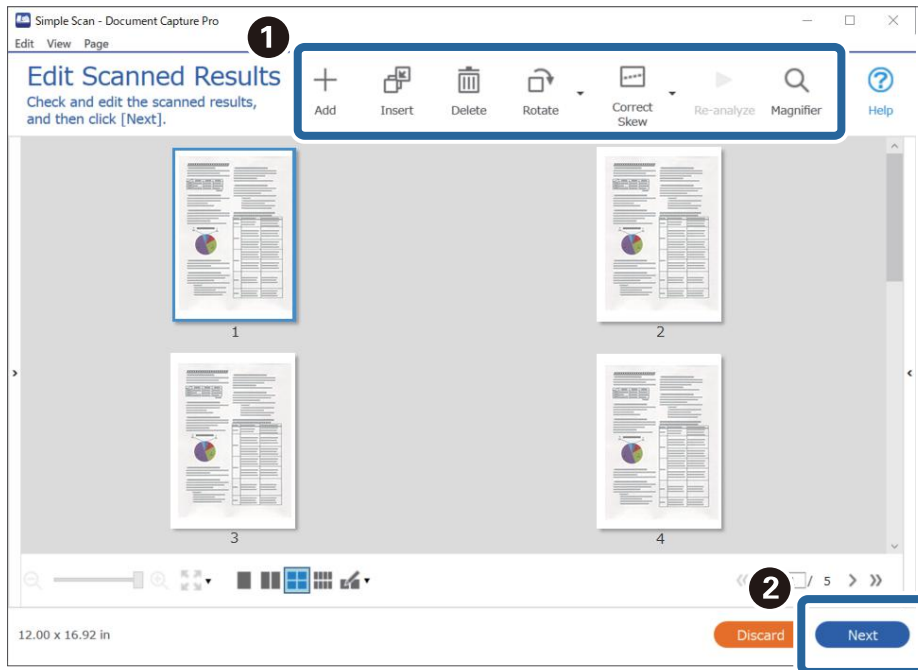 Simple Scan - Document Capture Pro
Edit View Page
1
Edit Scanned Results
Check and edit the scanned results,
and then click [Next].
Add Insert Delete Rotate Correct Skew Re-analyze Magnifier Help
1 2
3 4
/ 5
2
12.00 x 16.92 in
Discard Next